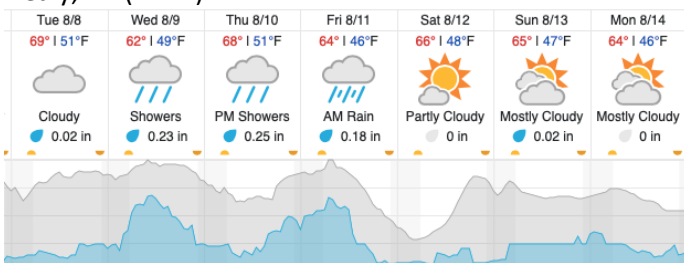 Tue 8/8 Wed 8/9 Thu 8/10 Fri 8/11 Sat 8/12 Sun 8/13 Mon 8/14
69° | 51°F 62° | 49°F 68° | 51°F 64° | 46°F 66° | 48°F 65° | 47°F 64° | 46°F
Cloudy Showers PM Showers AM Rain Partly Cloudy Mostly Cloudy Mostly Cloudy
0.02 in 0.23 in 0.25 in 0.18 in 0 in 0.02 in 0 in